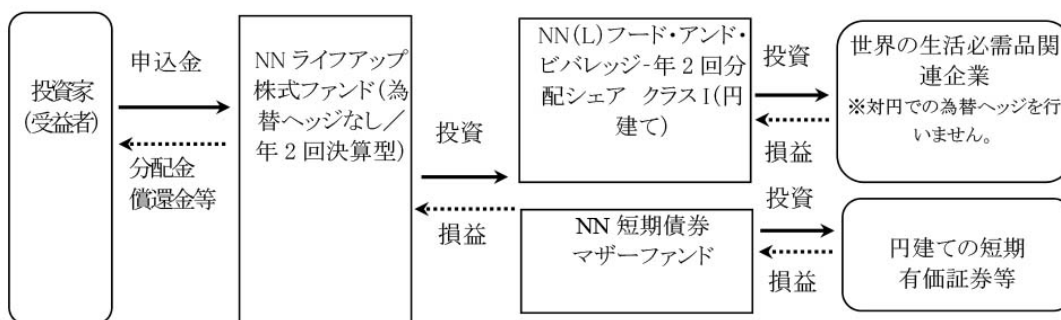 投資家
(受益者)
申込金
分配金
償還金等
NN ライフアップ
株式ファンド(為
替ヘッジなし／
年 2 回決算型)
投資
損益
NN(L)フード・アンド・
ビバレッジ-年 2 回分
配シェア クラス I(円
建て)
投資
損益
世界の生活必需品関
連企業
※対円での為替ヘッジを行
いません。
NN 短期債券
マザーファンド
投資
損益
円建ての短期
有価証券等